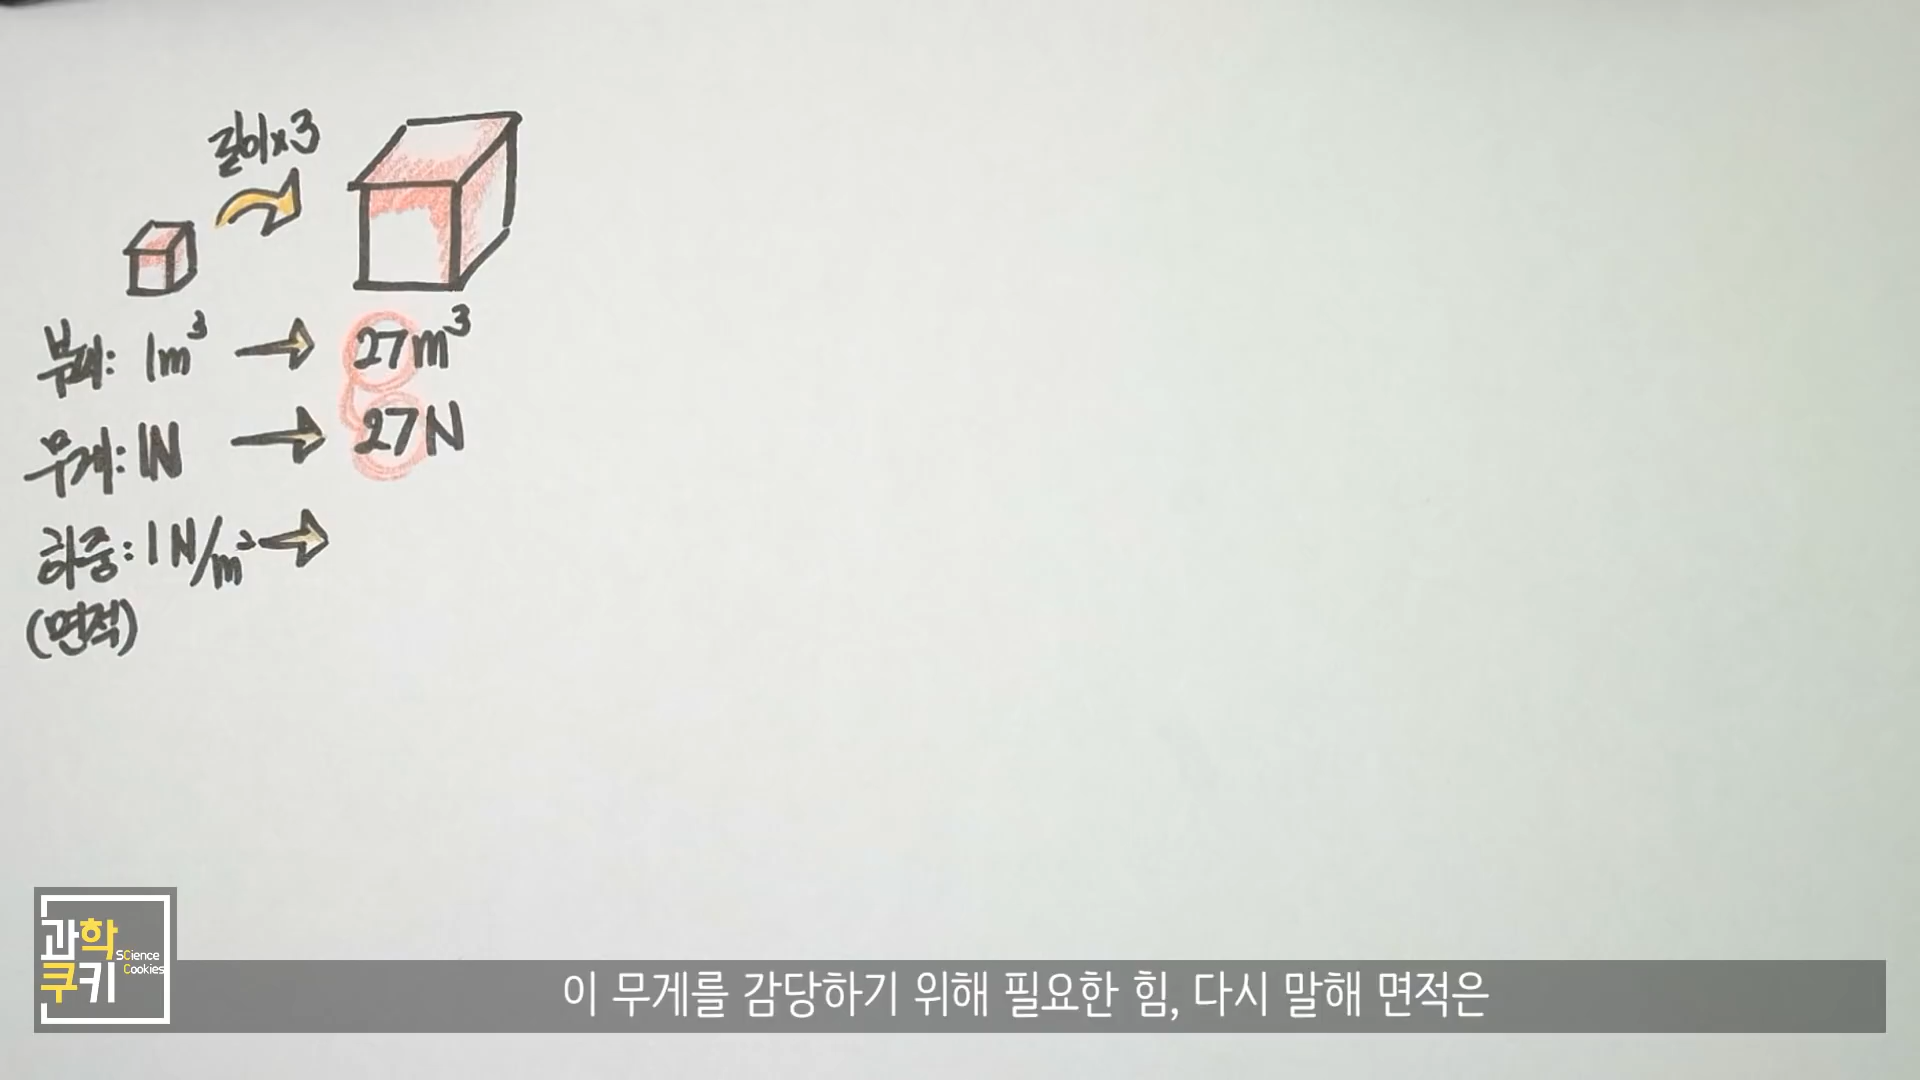 길이x3
부피: 1m³ → 27m³
무게: 1N → 27N
하중: 1N/m² →
(면적)
과학
쿠키
Science
Cookies
이 무게를 감당하기 위해 필요한 힘, 다시 말해 면적은